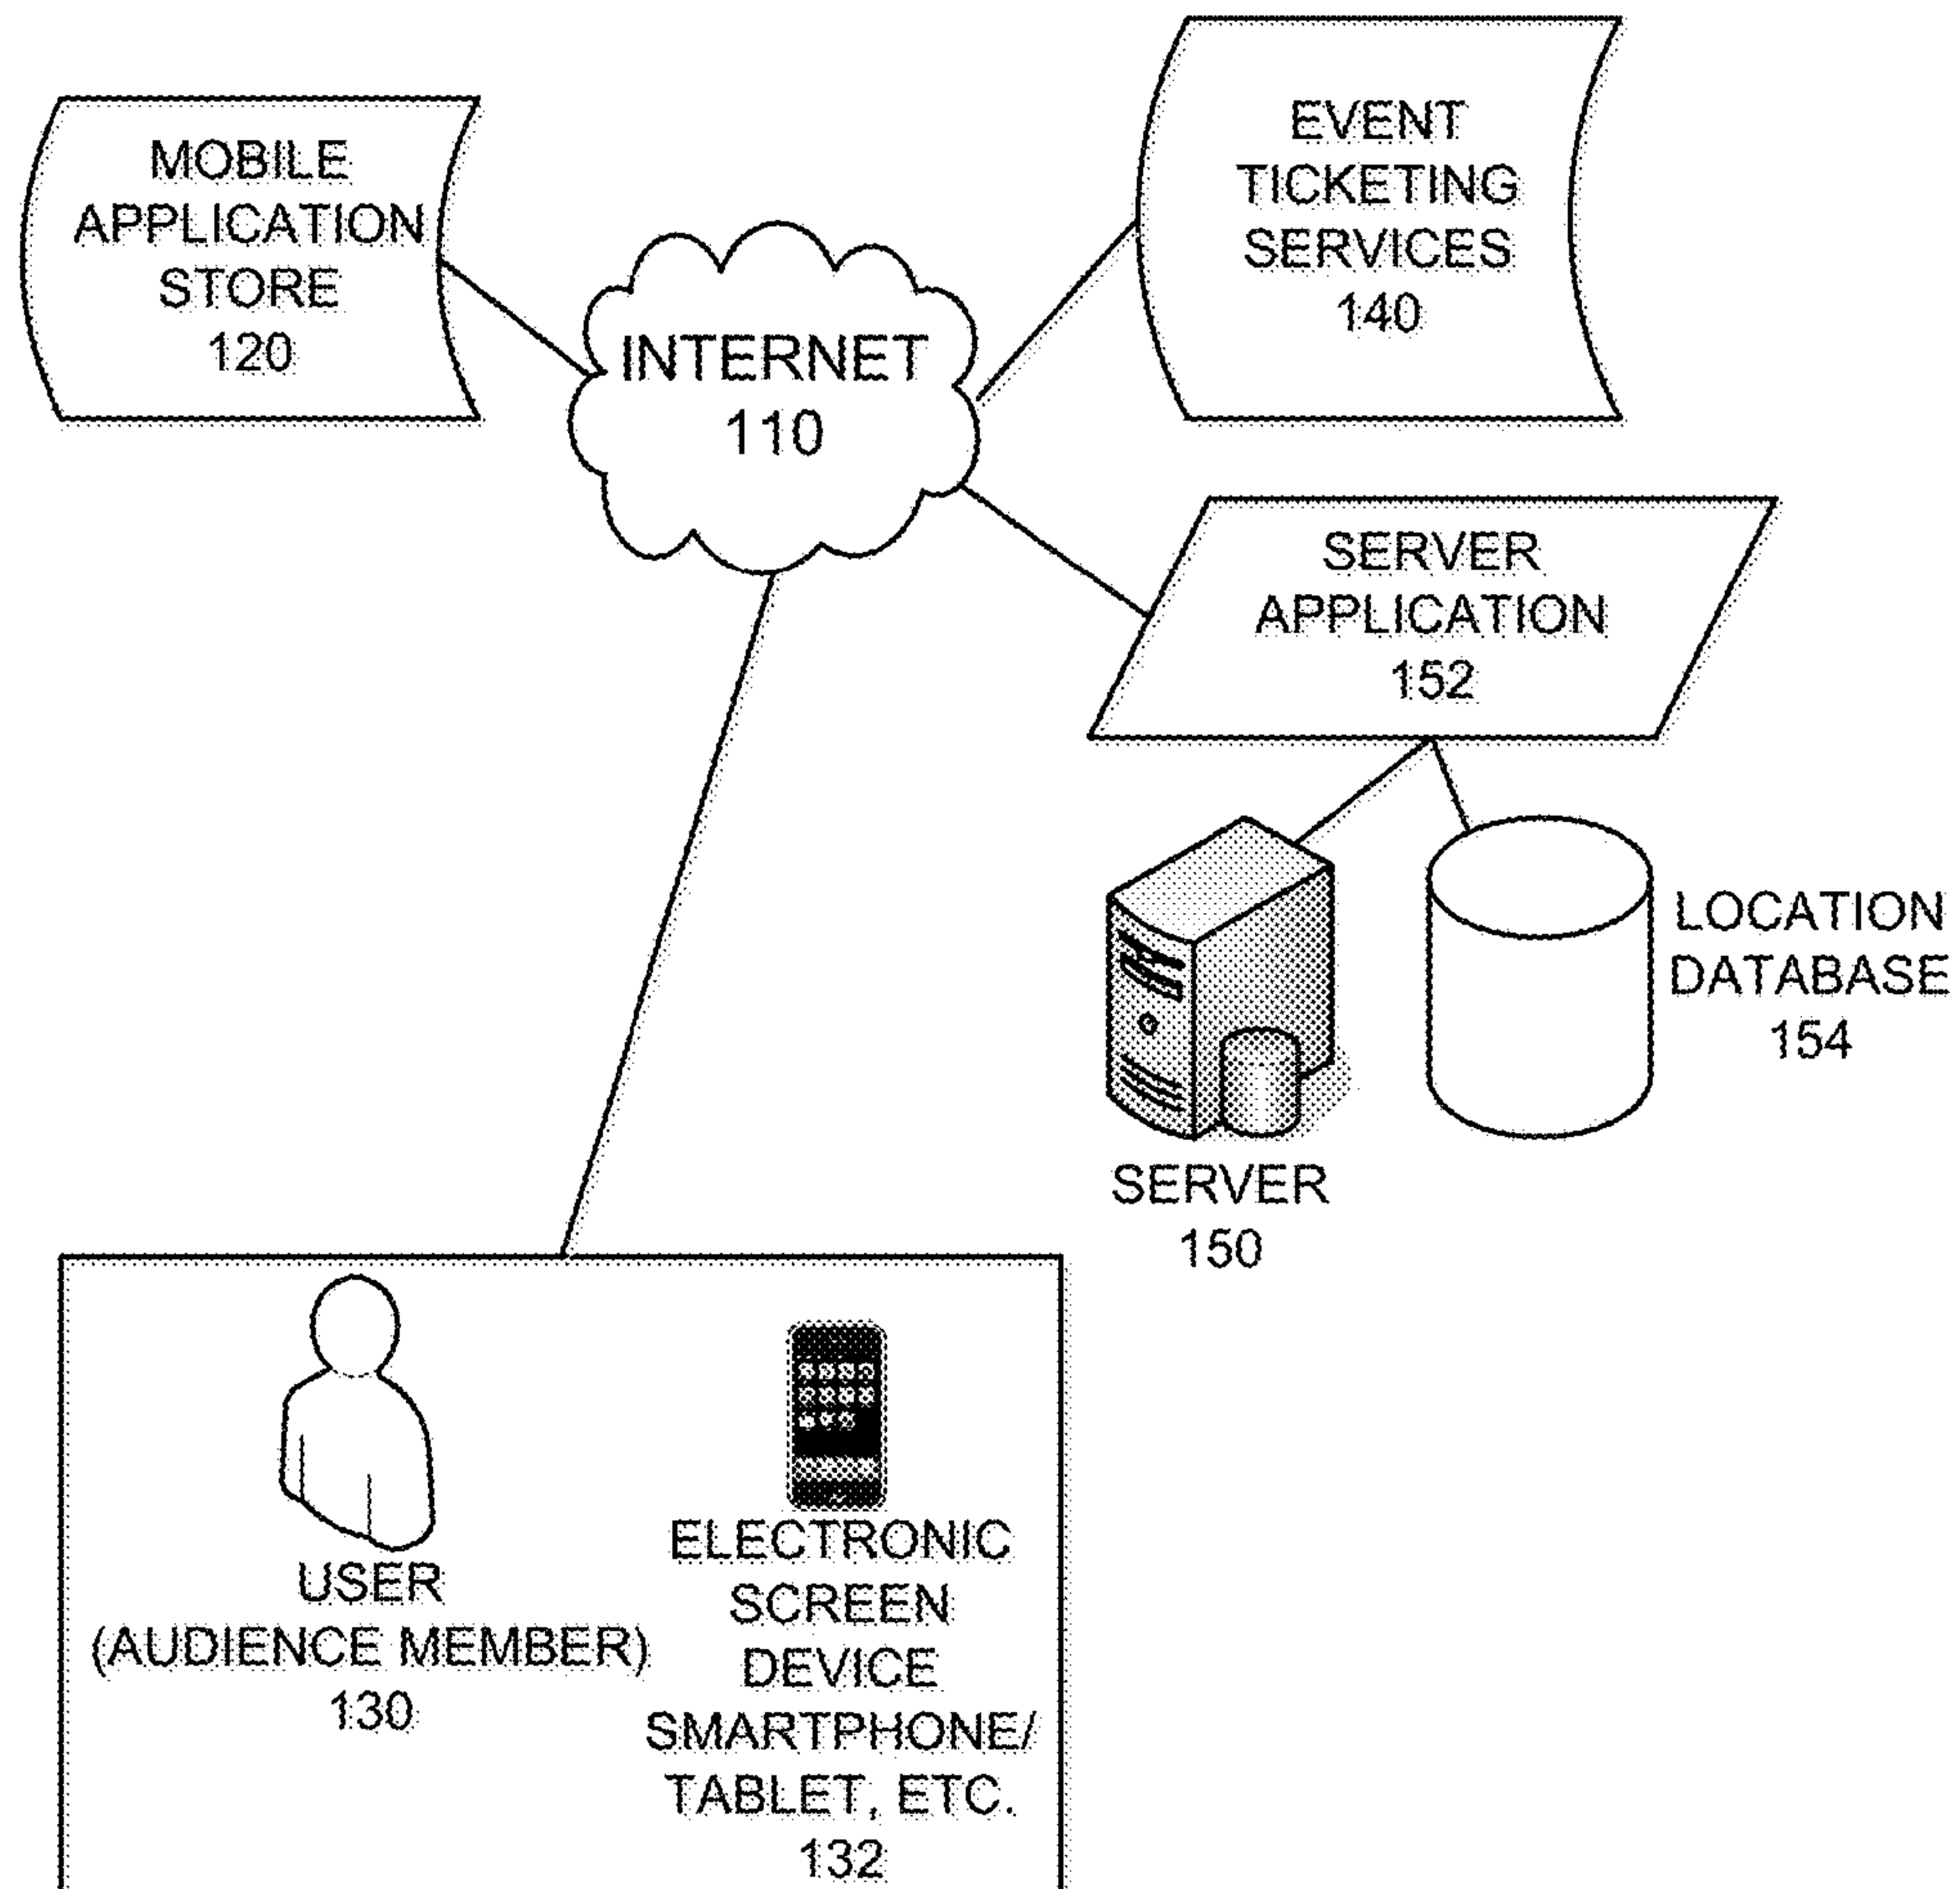 MOBILE
APPLICATION
STORE
120
EVENT
TICKETING
SERVICES
140
INTERNET
110
SERVER
APPLICATION
152
LOCATION
DATABASE
154
SERVER
150
USER
(AUDIENCE MEMBER)
130
ELECTRONIC
SCREEN
DEVICE
SMARTPHONE/
TABLET, ETC.
132